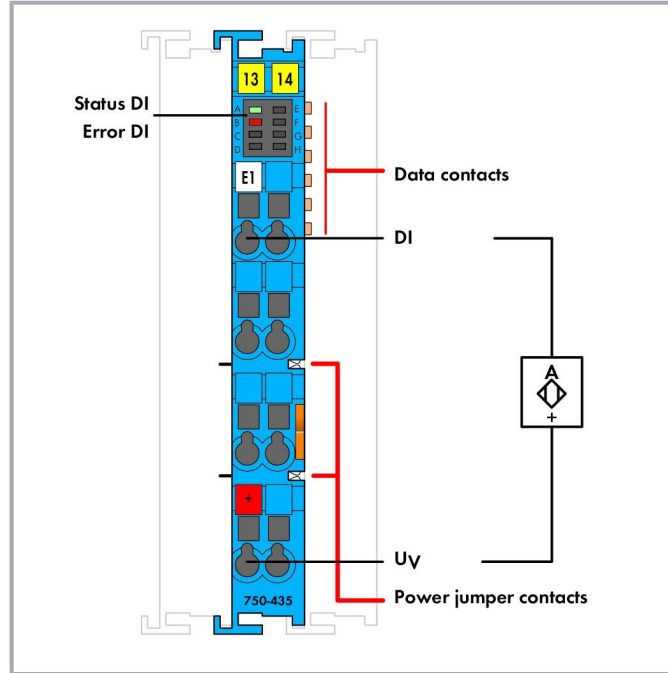 13 14
Status DI
Error DI
A E
B F
C G
D H
E1
Data contacts
DI
A
+
+
UV
Power jumper contacts
750-435